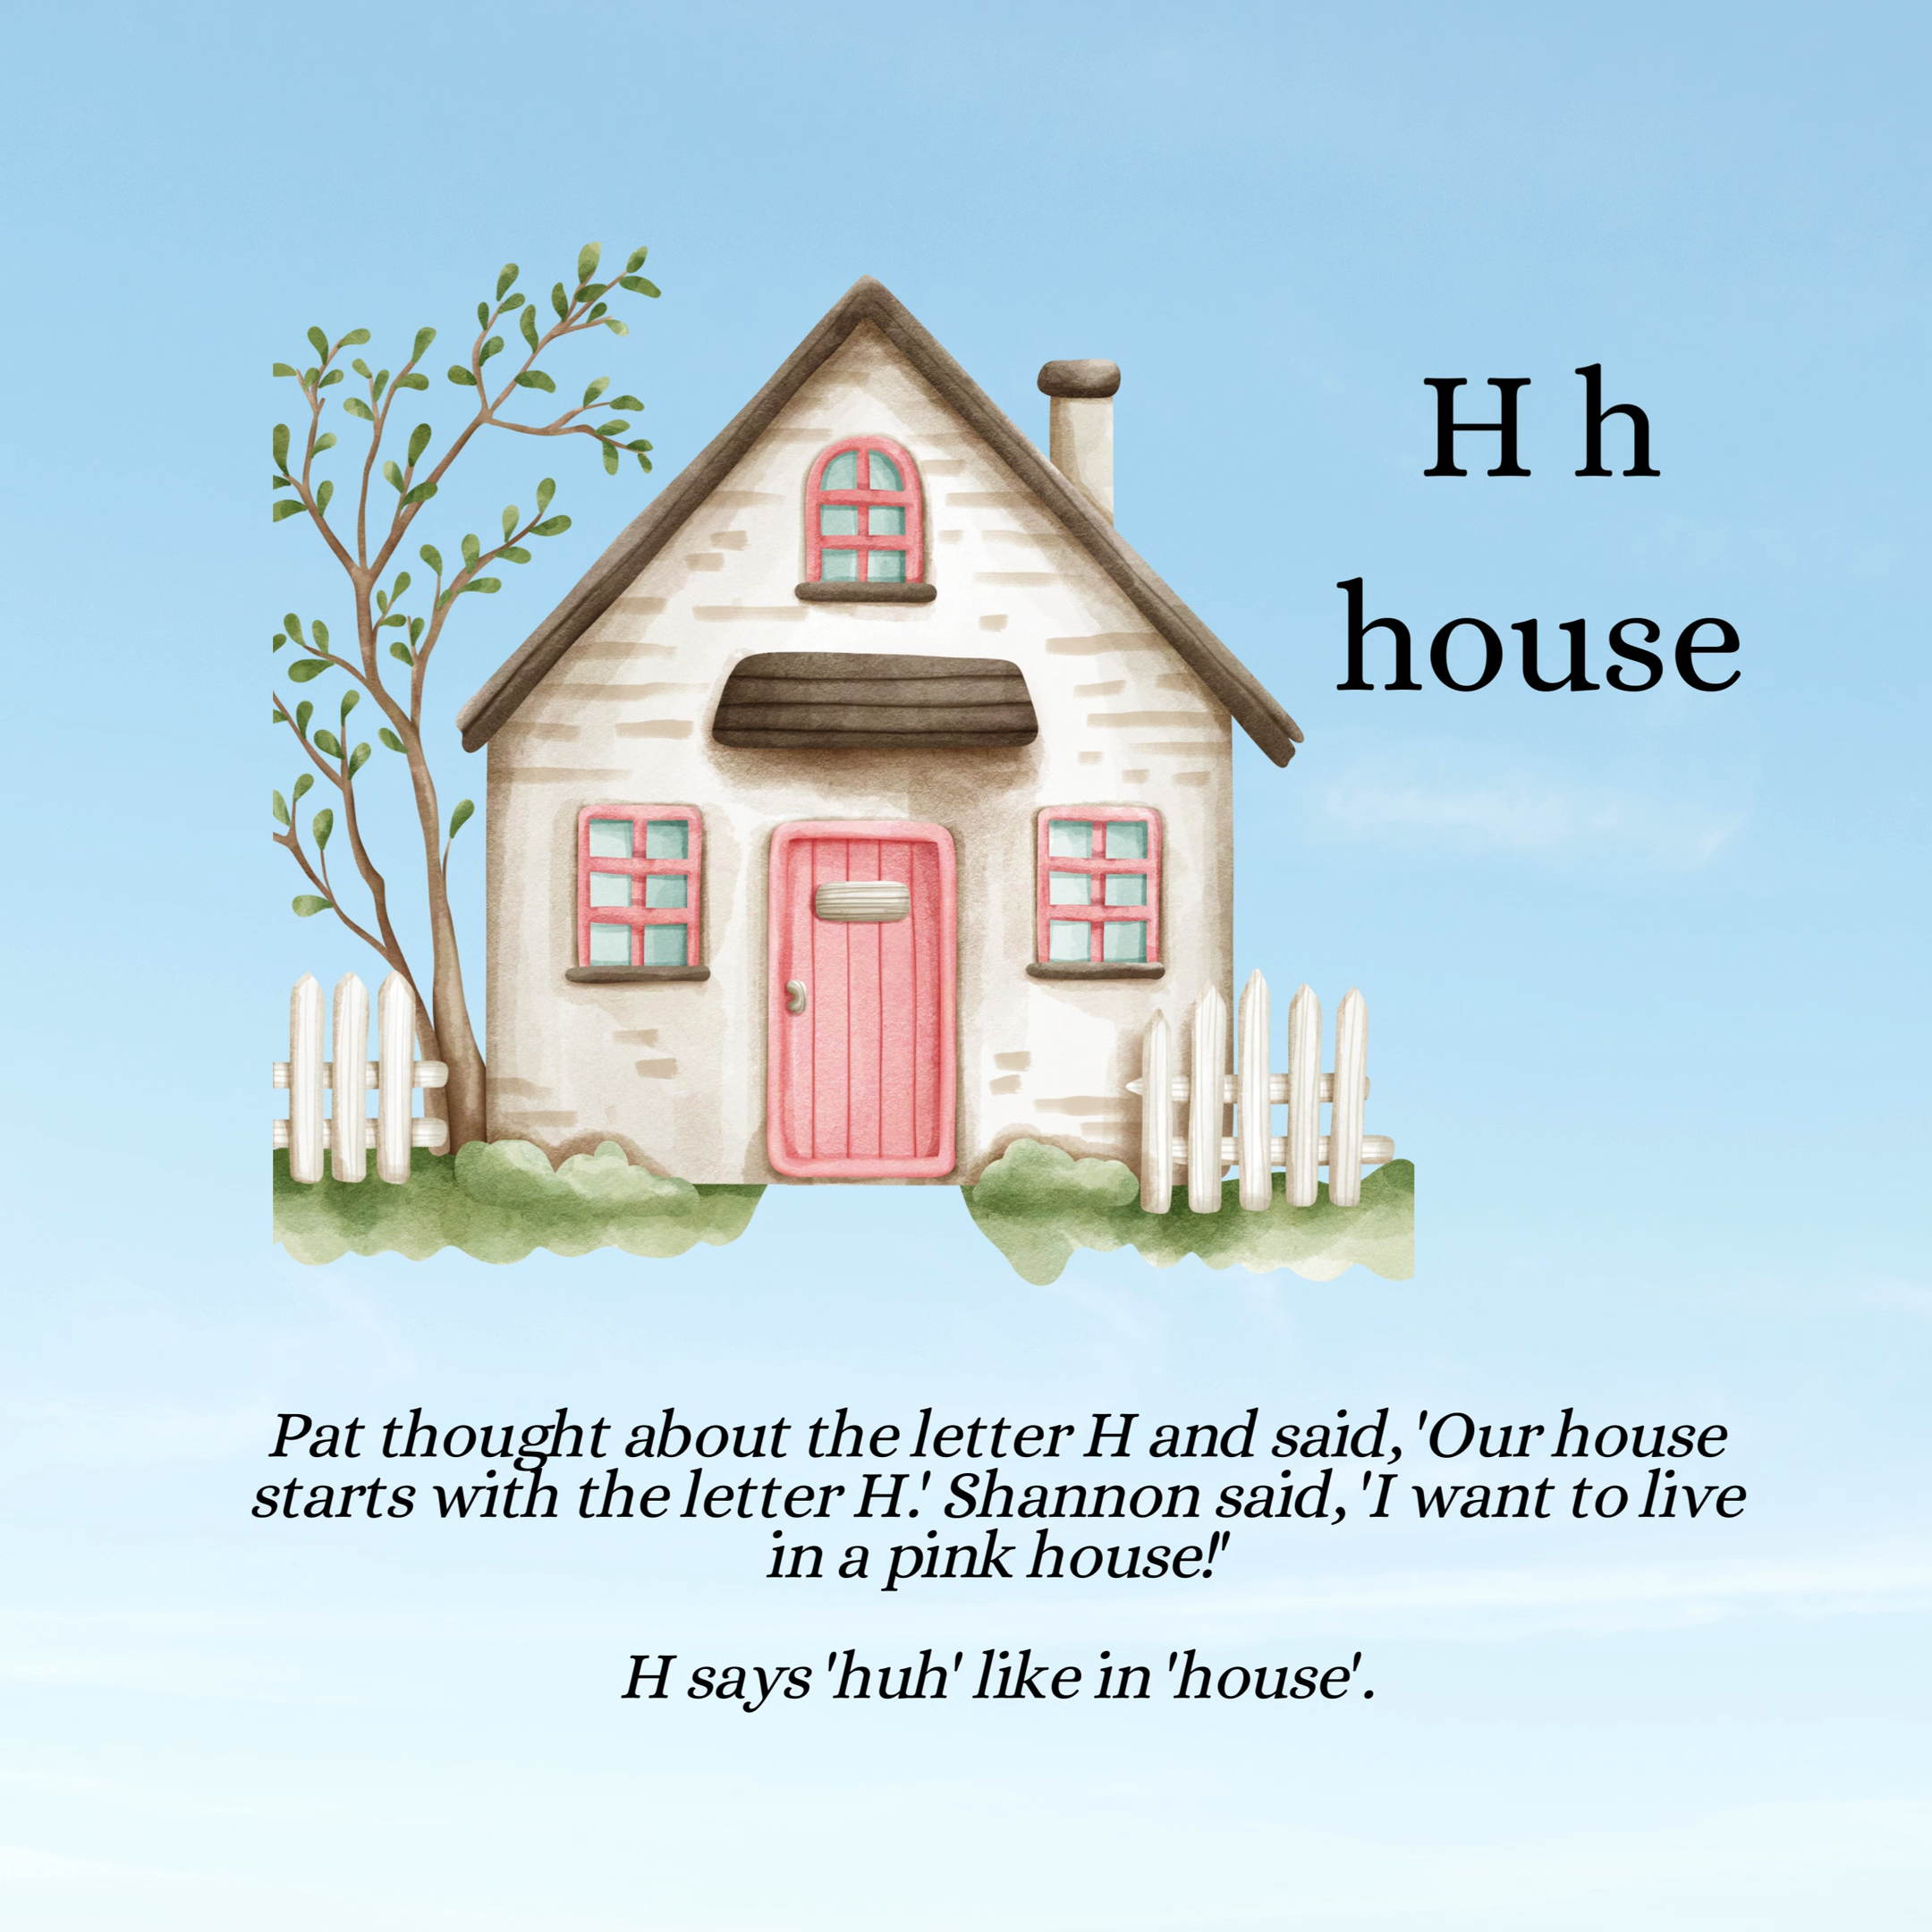 H h
house
Pat thought about the letter H and said, 'Our house
starts with the letter H.' Shannon said, 'I want to live
in a pink house!"
H says 'huh' like in 'house'.